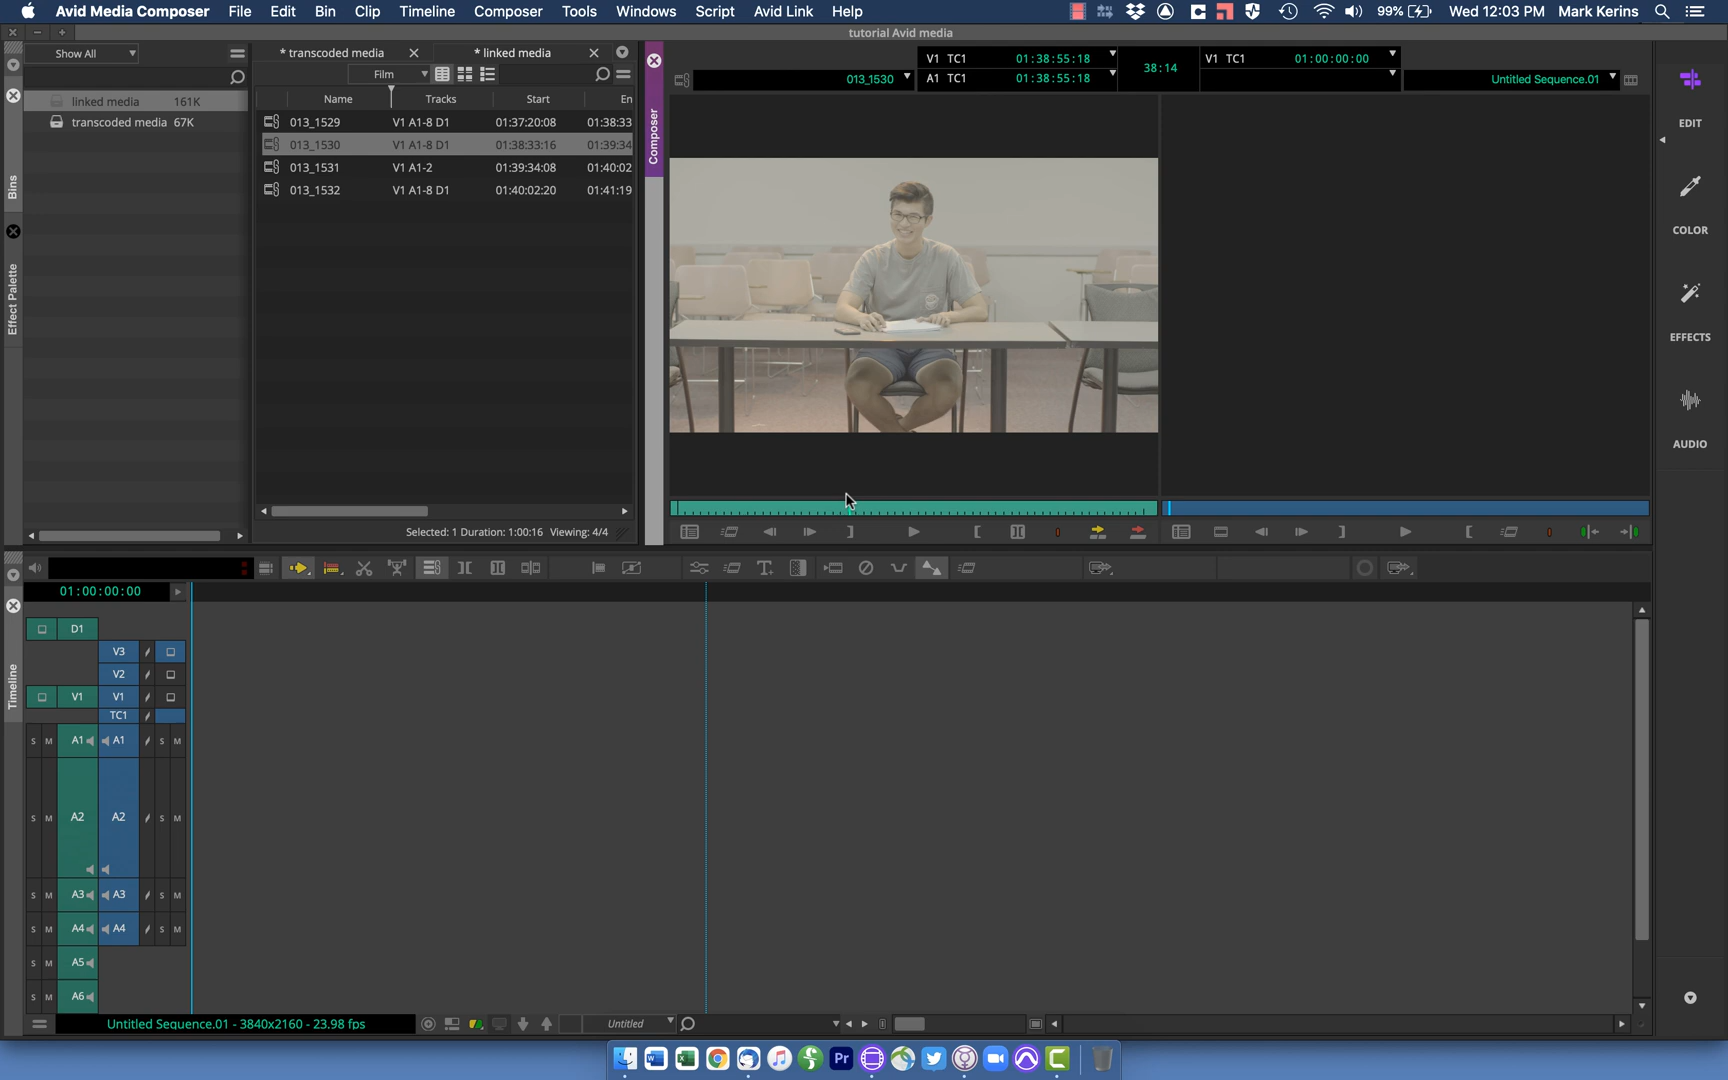 Avid Media Composer File Edit Bin Clip Timeline Composer Tools Windows Script Avid Link Help 99% Wed 12:03 PM Mark Kerins
tutorial Avid media
Show All
linked media 161K
transcoded media 67K
Bins
Effect Palette
* transcoded media
* linked media
Film
Name Tracks Start En
013_1529 V1 A1-8 D1 01:37:20:08 01:38:33
013_1530 V1 A1-8 D1 01:38:33:16 01:39:34
013_1531 V1 A1-2 01:39:34:08 01:40:02
013_1532 V1 A1-8 D1 01:40:02:20 01:41:19
Selected: 1 Duration: 1:00:16 Viewing: 4/4
Composer
013_1530
V1 TC1 01:38:55:18
A1 TC1 01:38:55:18
38:14
V1 TC1 01:00:00:00
Untitled Sequence.01
EDIT
COLOR
EFFECTS
AUDIO
Timeline
01:00:00:00
D1
V3
V2
V1 V1
TC1
S M A1 A1 S M
S M A2 A2 S M
S M A3 A3 S M
S M A4 A4 S M
S M A5
S M A6
Untitled Sequence.01 - 3840x2160 - 23.98 fps
Untitled
Pr